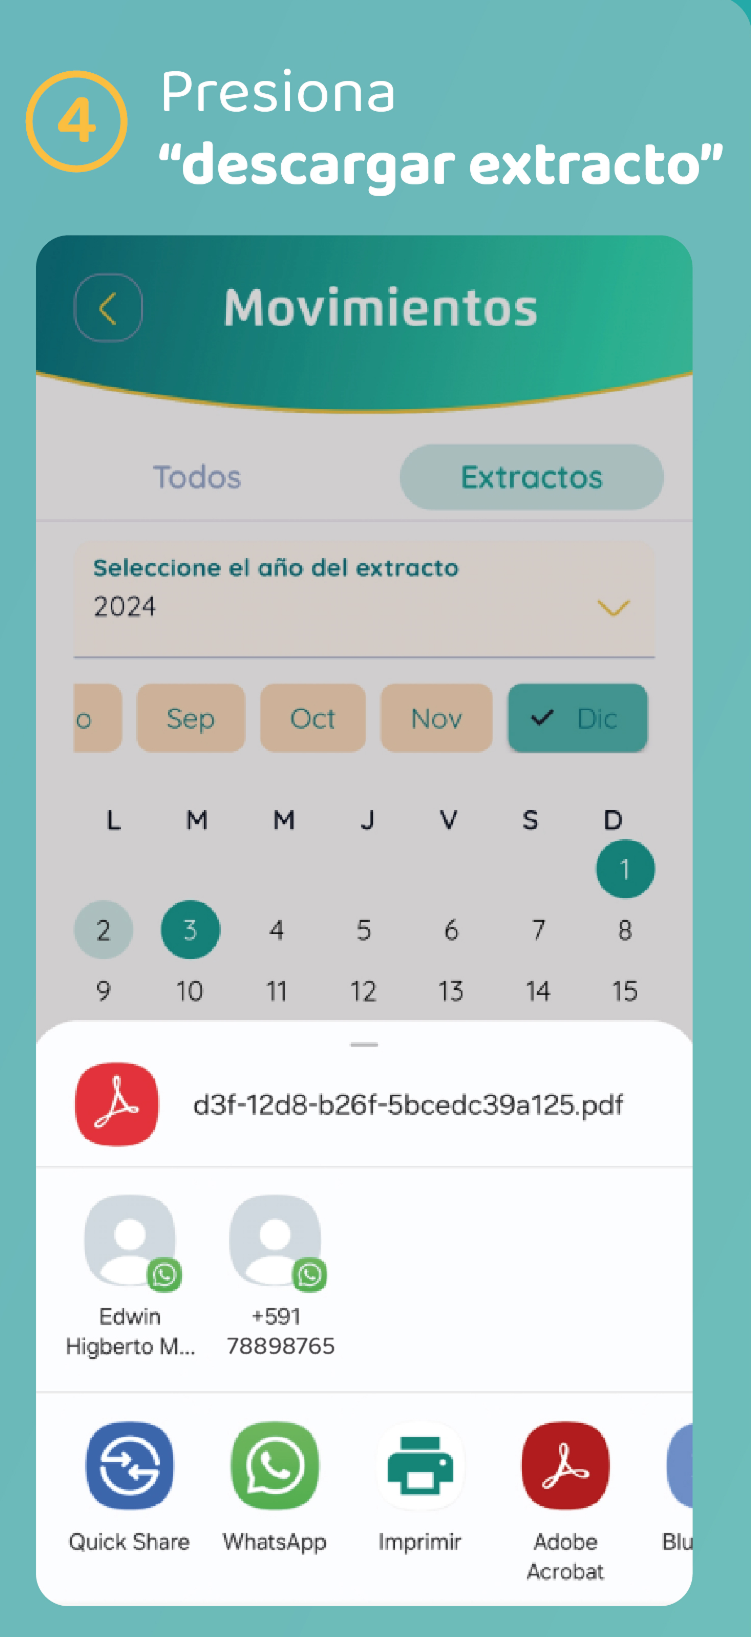 4
Presiona
“descargar extracto”
Movimientos
Todos
Extractos
Seleccione el año del extracto
2024
o Sep Oct Nov Dic
L M M J V S D
1
2 3 4 5 6 7 8
9 10 11 12 13 14 15
d3f-12d8-b26f-5bcedc39a125.pdf
Edwin
Higberto M...
+591
78898765
Quick Share
WhatsApp
Imprimir
Adobe
Acrobat
Blu